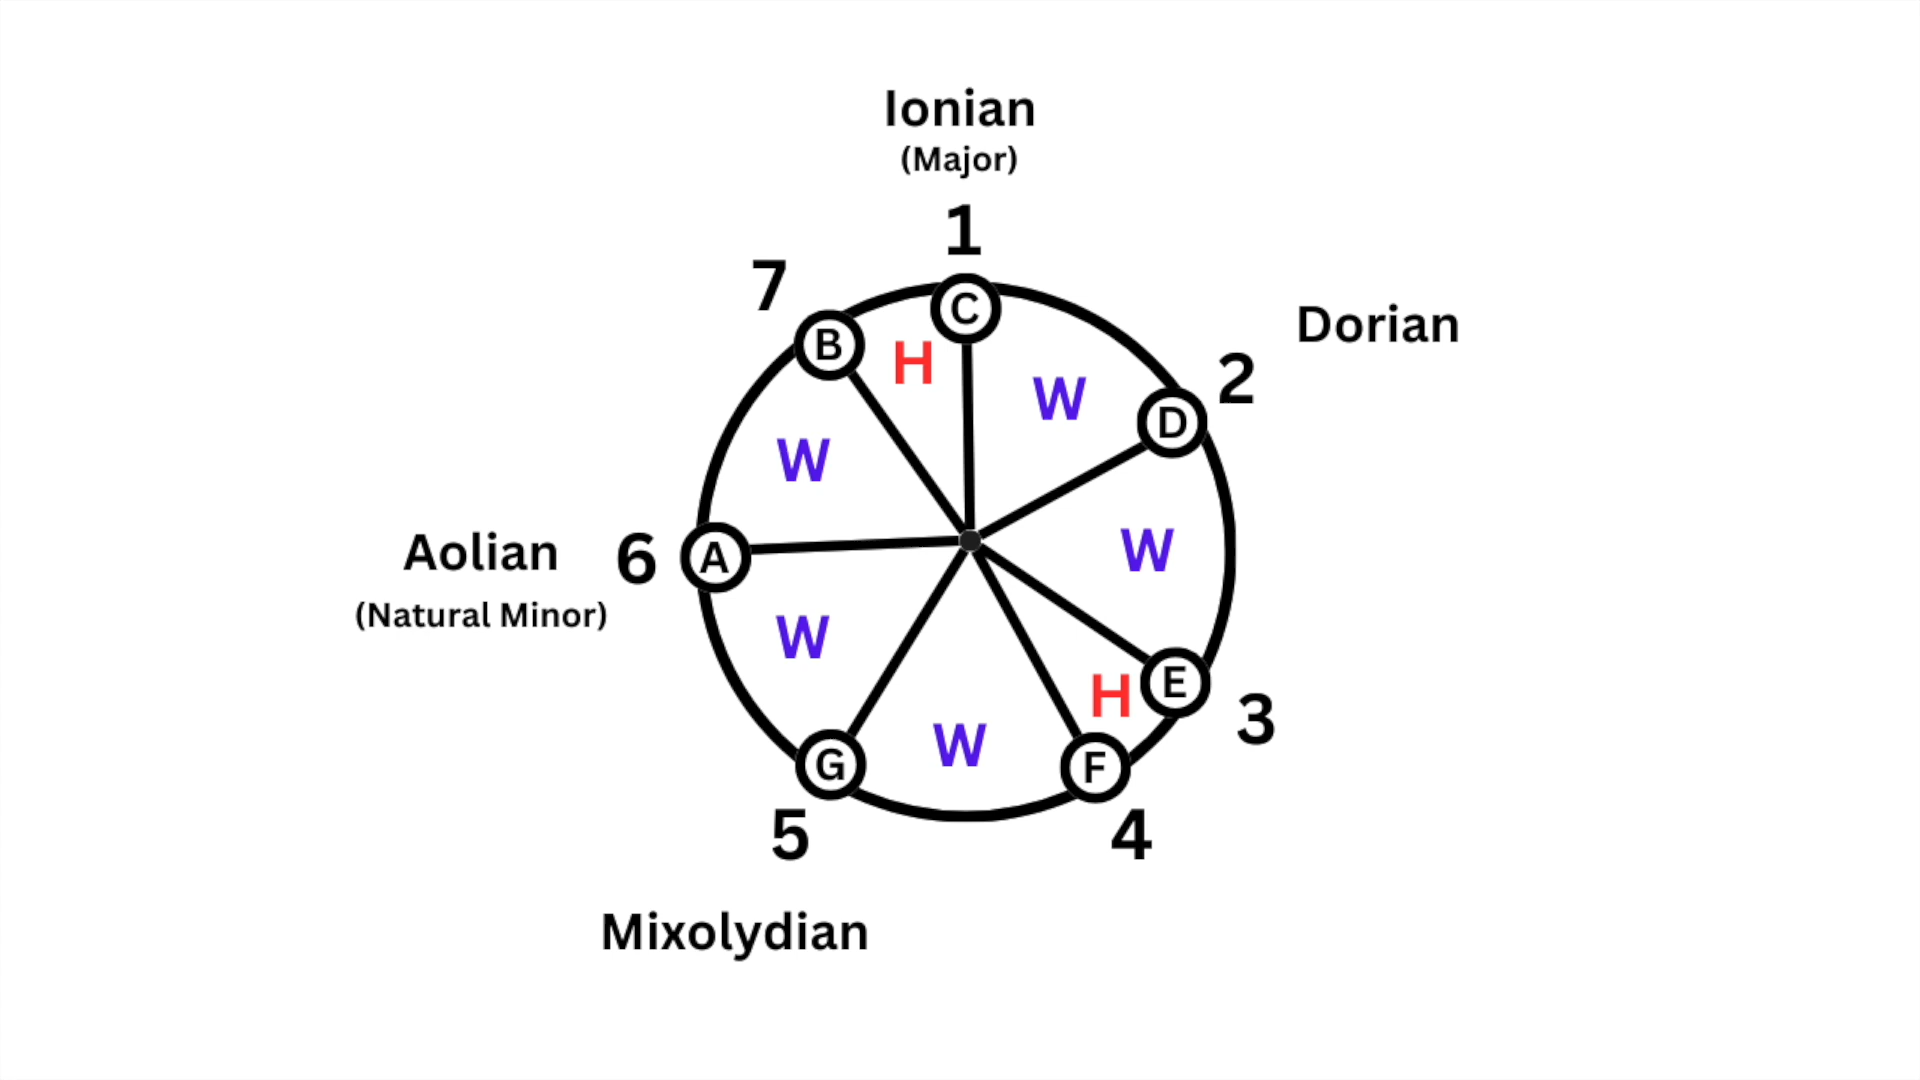 Ionian
(Major)
1
7
C
B
H
W
Dorian
2
D
W
W
Aolian
(Natural Minor)
6
A
W
H
E
3
W
G
F
5
4
Mixolydian